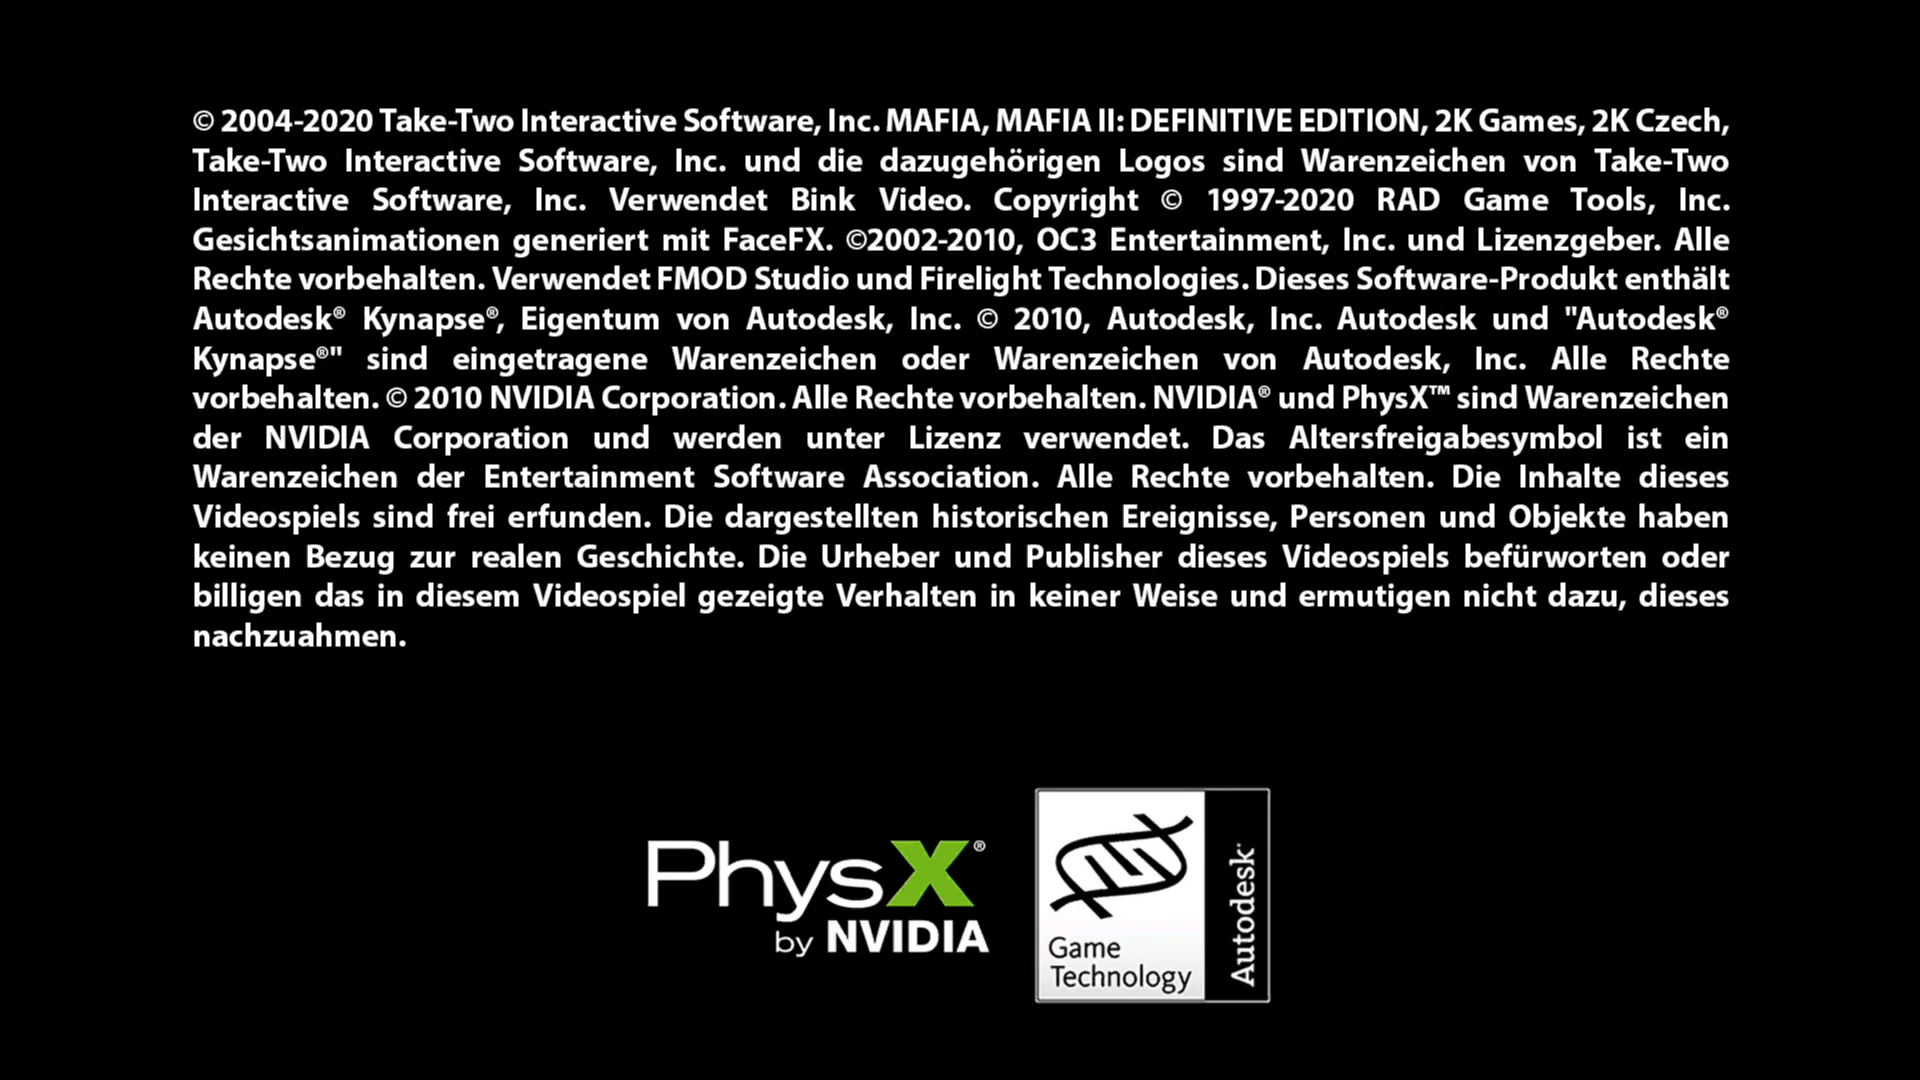 © 2004-2020 Take-Two Interactive Software, Inc. MAFIA, MAFIA II: DEFINITIVE EDITION, 2K Games, 2K Czech,
Take-Two Interactive Software, Inc. und die dazugehörigen Logos sind Warenzeichen von Take-Two
Interactive Software, Inc. Verwendet Bink Video. Copyright © 1997-2020 RAD Game Tools, Inc.
Gesichtsanimationen generiert mit FaceFX. ©2002-2010, OC3 Entertainment, Inc. und Lizenzgeber. Alle
Rechte vorbehalten. Verwendet FMOD Studio und Firelight Technologies. Dieses Software-Produkt enthält
Autodesk® Kynapse®, Eigentum von Autodesk, Inc. © 2010, Autodesk, Inc. Autodesk und "Autodesk®
Kynapse®" sind eingetragene Warenzeichen oder Warenzeichen von Autodesk, Inc. Alle Rechte
vorbehalten. © 2010 NVIDIA Corporation. Alle Rechte vorbehalten. NVIDIA® und PhysX™ sind Warenzeichen
der NVIDIA Corporation und werden unter Lizenz verwendet. Das Altersfreigabesymbol ist ein
Warenzeichen der Entertainment Software Association. Alle Rechte vorbehalten. Die Inhalte dieses
Videospiels sind frei erfunden. Die dargestellten historischen Ereignisse, Personen und Objekte haben
keinen Bezug zur realen Geschichte. Die Urheber und Publisher dieses Videospiels befürworten oder
billigen das in diesem Videospiel gezeigte Verhalten in keiner Weise und ermutigen nicht dazu, dieses
nachzuahmen.
PhysX®
by NVIDIA
Game
Technology
Autodesk®